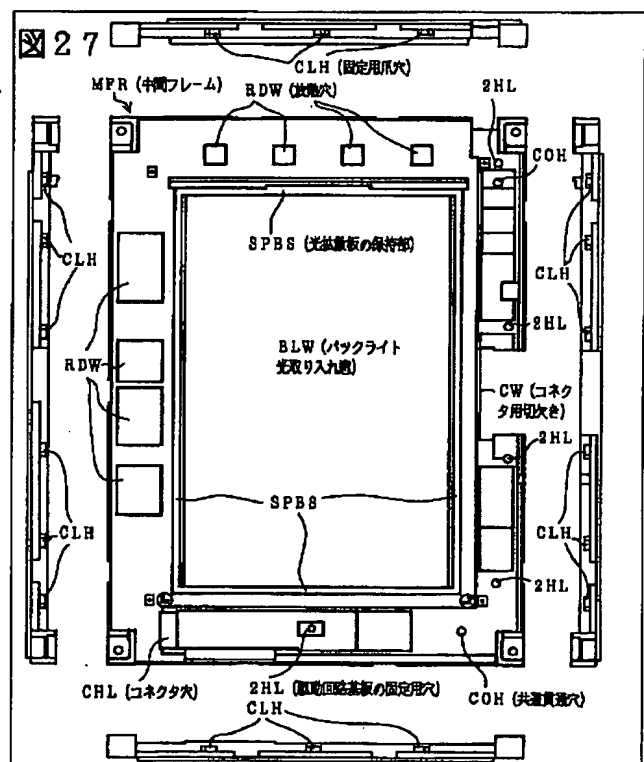 図27
CLH (固定用爪穴)
MFR (中間フレーム)
RDW (放熱穴)
2HL
COH
SPBS (光拡散板の保持部)
CLH
CLH
2HL
RDW
BLW (バックライト
光取り入れ窓)
CW (コネク
タ用切欠き)
2HL
SPBS
CLH
CLH
2HL
CHL (コネクタ穴)
2HL (駆動回路基板の固定用穴)
COH (共通貫通穴)
CLH